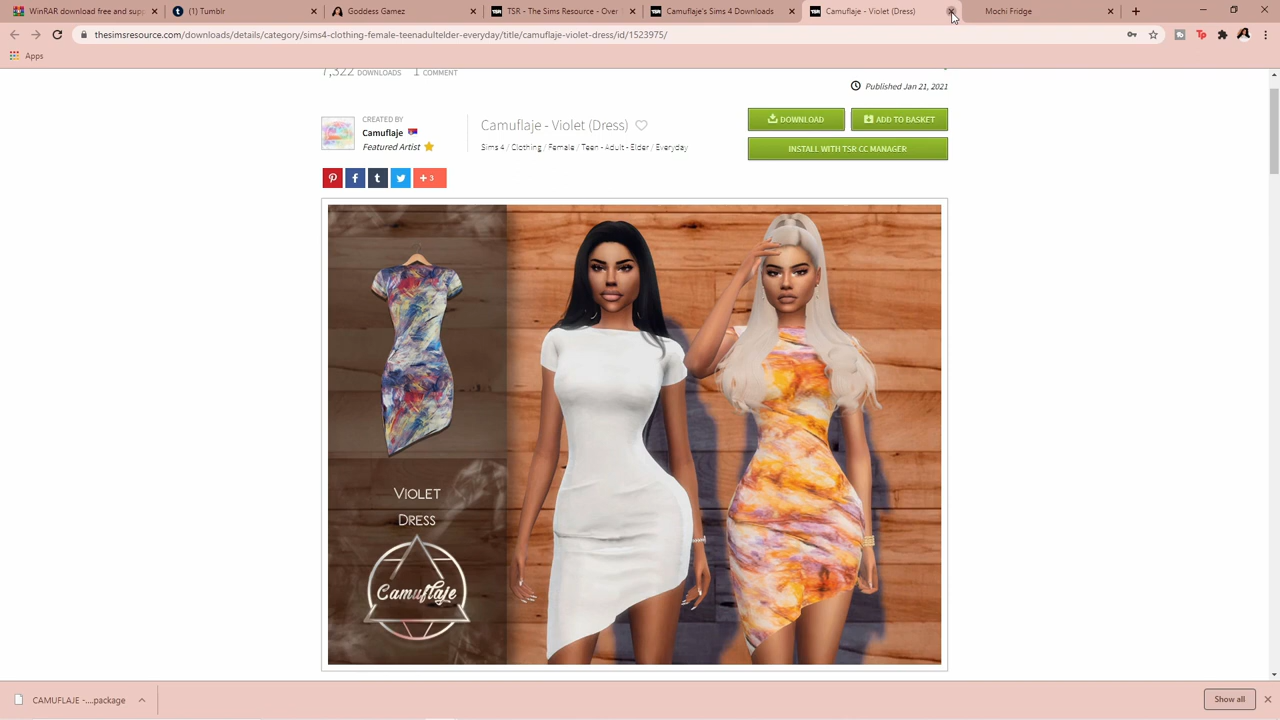 WinRAR download free and sup:
(1) Tumblr
Goddess Gamez
TSR - The Sims Resource - Over
Camuflaje's Sims 4 Downloads
Camuflaje - Violet (Dress)
Mochi Fridge
thesimsresource.com/downloads/details/category/sims4-clothing-female-teenadultelder-everyday/title/camuflaje-violet-dress/id/1523975/
Apps
7,322 DOWNLOADS 1 COMMENT
Published Jan 21, 2021
CREATED BY
Camuflaje
Featured Artist
Camuflaje - Violet (Dress)
Sims 4 / Clothing / Female / Teen - Adult - Elder / Everyday
DOWNLOAD
ADD TO BASKET
INSTALL WITH TSR CC MANAGER
+ 3
VIOLET
DRESS
Camuflaje
CAMUFLAJE -....package
Show all